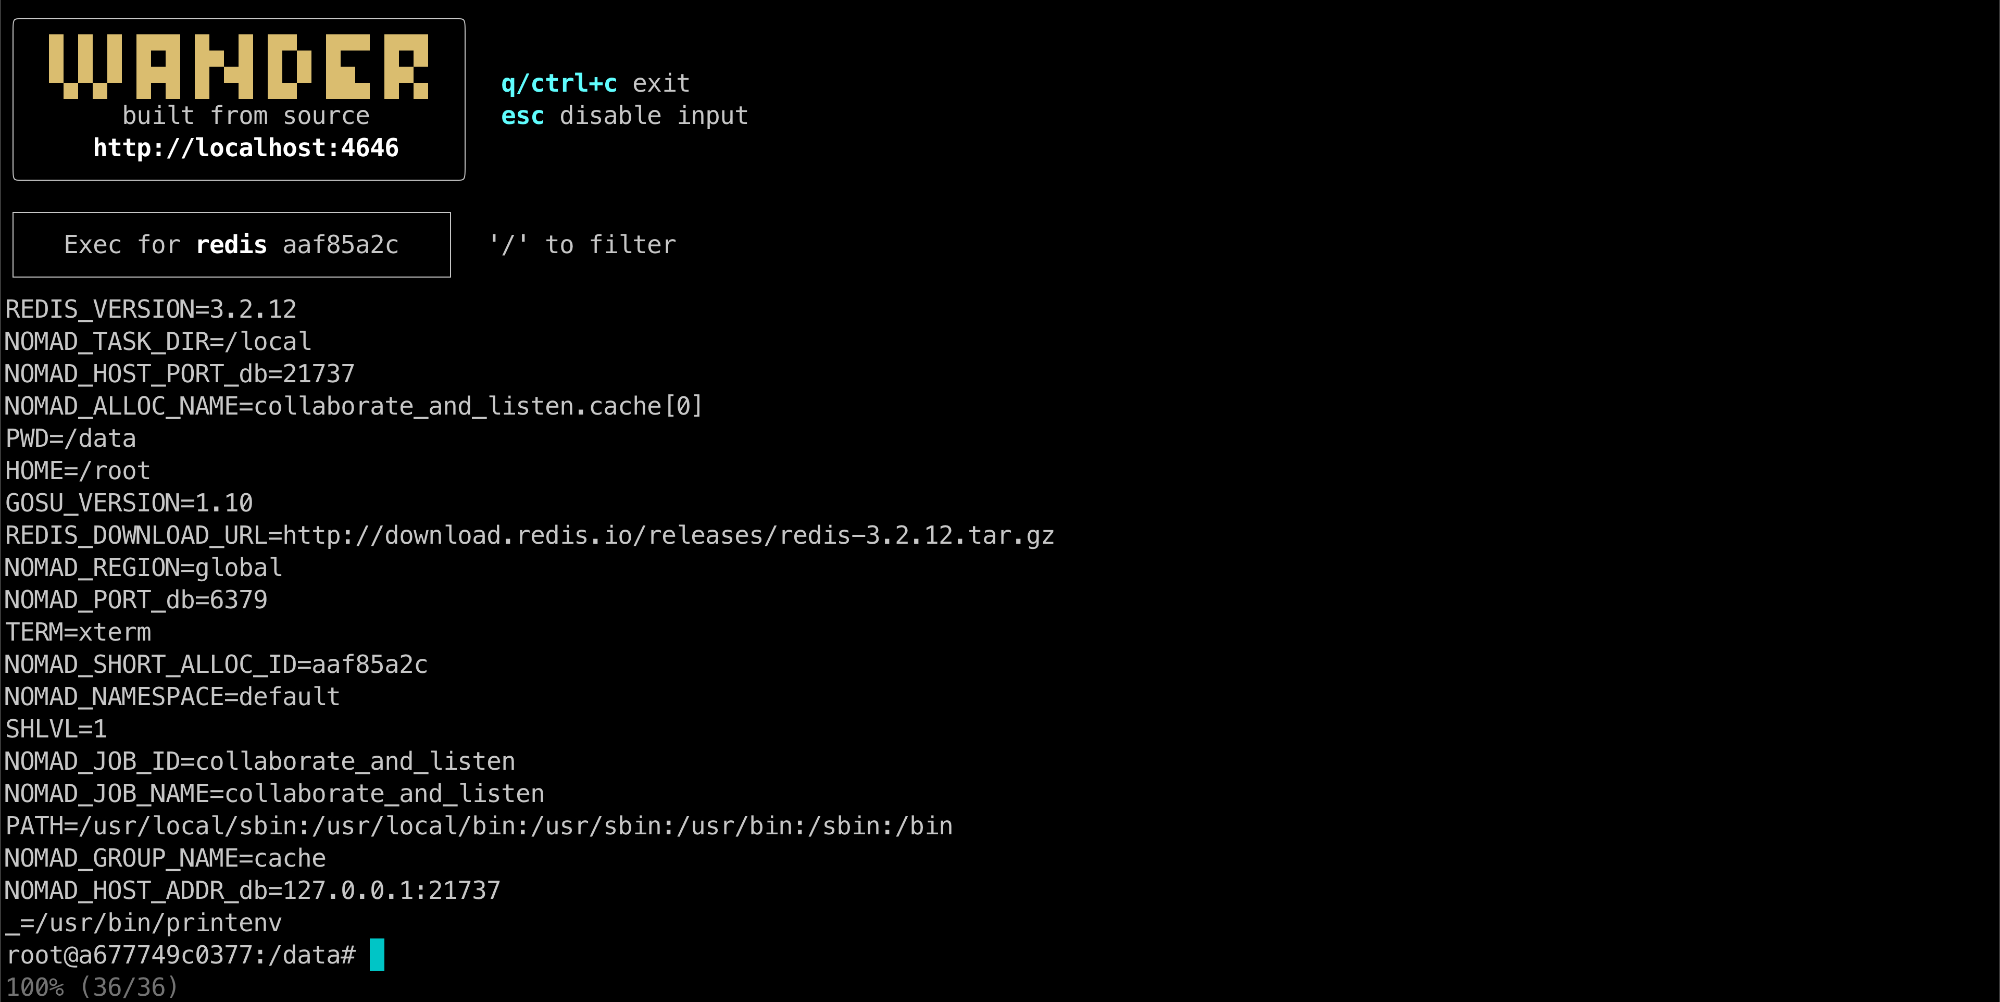 WANDER
built from source
http://localhost:4646
q/ctrl+c exit
esc disable input
Exec for redis aaf85a2c
'/' to filter
REDIS_VERSION=3.2.12
NOMAD_TASK_DIR=/local
NOMAD_HOST_PORT_db=21737
NOMAD_ALLOC_NAME=collaborate_and_listen.cache[0]
PWD=/data
HOME=/root
GOSU_VERSION=1.10
REDIS_DOWNLOAD_URL=http://download.redis.io/releases/redis-3.2.12.tar.gz
NOMAD_REGION=global
NOMAD_PORT_db=6379
TERM=xterm
NOMAD_SHORT_ALLOC_ID=aaf85a2c
NOMAD_NAMESPACE=default
SHLVL=1
NOMAD_JOB_ID=collaborate_and_listen
NOMAD_JOB_NAME=collaborate_and_listen
PATH=/usr/local/sbin:/usr/local/bin:/usr/sbin:/usr/bin:/sbin:/bin
NOMAD_GROUP_NAME=cache
NOMAD_HOST_ADDR_db=127.0.0.1:21737
_=/usr/bin/printenv
root@a677749c0377:/data#
100% (36/36)